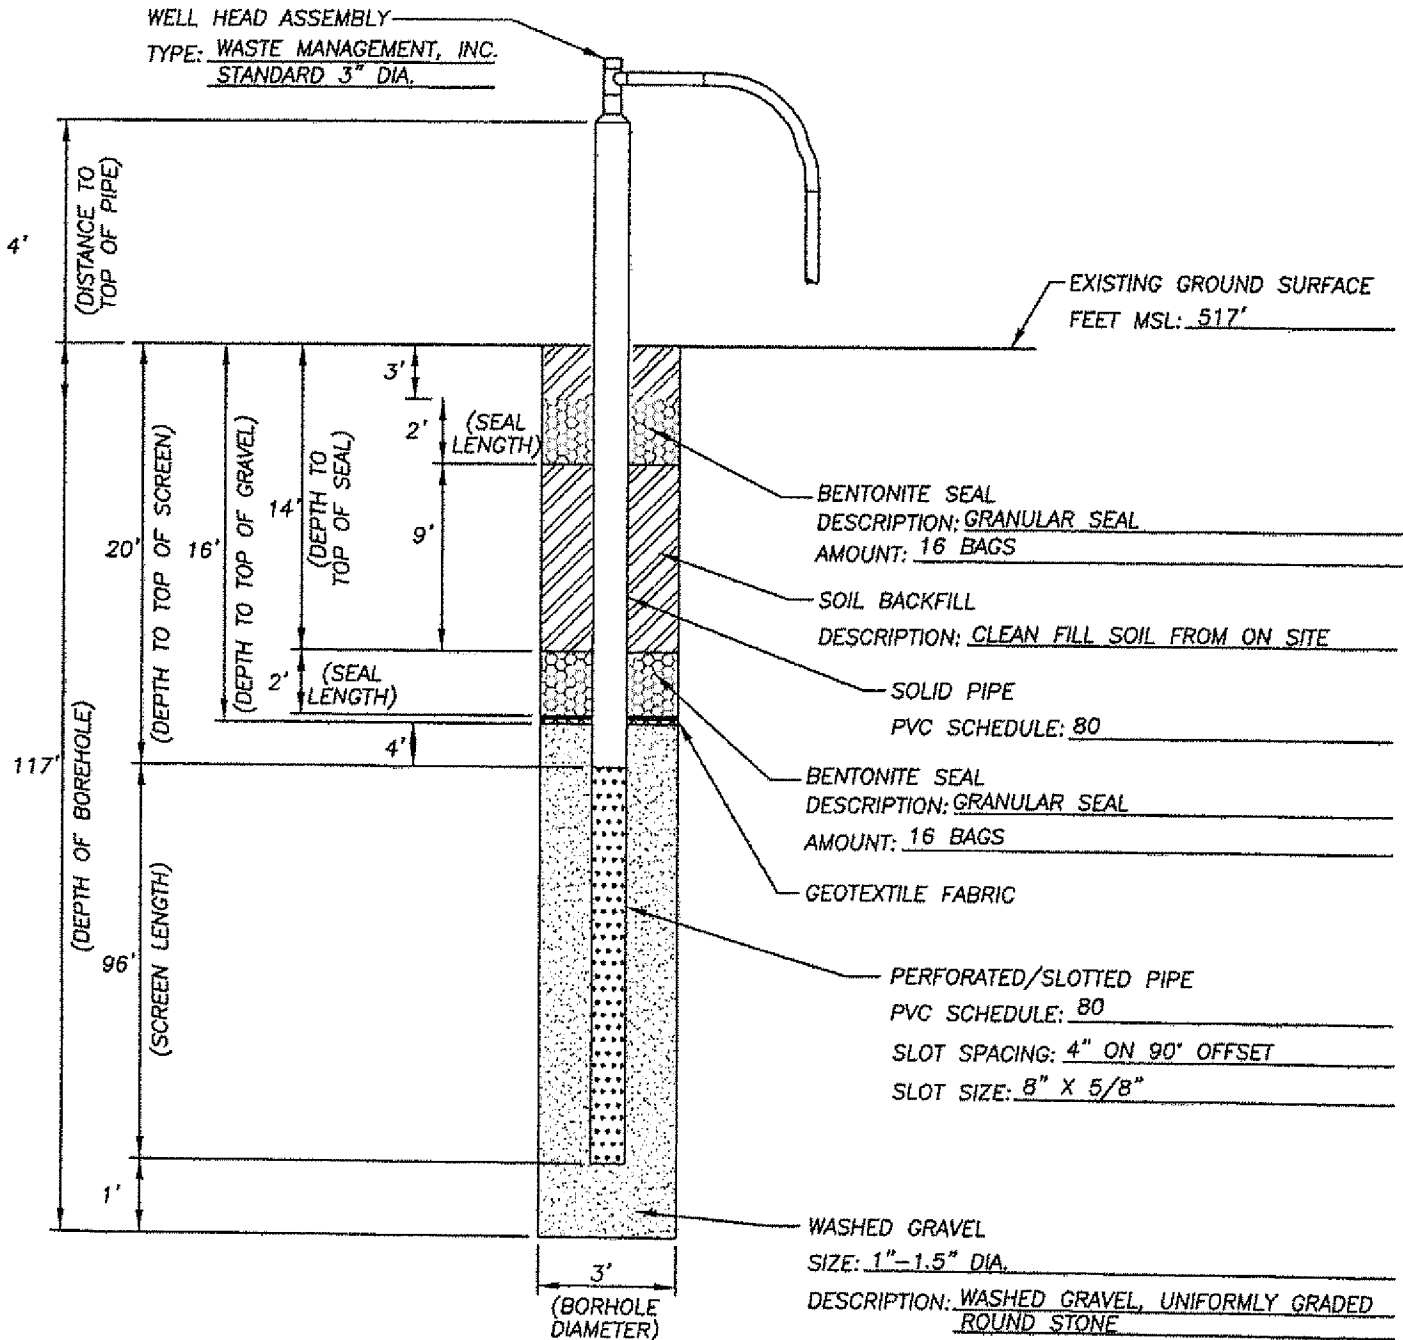 WELL HEAD ASSEMBLY
TYPE: WASTE MANAGEMENT, INC.
STANDARD 3" DIA.
4'
(DISTANCE TO
TOP OF PIPE)
EXISTING GROUND SURFACE
FEET MSL: 517'
3'
2'
(SEAL
LENGTH)
9'
14'
(DEPTH TO
TOP OF SEAL)
16'
(DEPTH TO TOP OF GRAVEL)
20'
(DEPTH TO TOP OF SCREEN)
2'
(SEAL
LENGTH)
4'
117'
(DEPTH OF BOREHOLE)
96'
(SCREEN LENGTH)
1'
3'
(BORHOLE
DIAMETER)
BENTONITE SEAL
DESCRIPTION: GRANULAR SEAL
AMOUNT: 16 BAGS
SOIL BACKFILL
DESCRIPTION: CLEAN FILL SOIL FROM ON SITE
SOLID PIPE
PVC SCHEDULE: 80
BENTONITE SEAL
DESCRIPTION: GRANULAR SEAL
AMOUNT: 16 BAGS
GEOTEXTILE FABRIC
PERFORATED/SLOTTED PIPE
PVC SCHEDULE: 80
SLOT SPACING: 4" ON 90° OFFSET
SLOT SIZE: 8" X 5/8"
WASHED GRAVEL
SIZE: 1"-1.5" DIA.
DESCRIPTION: WASHED GRAVEL, UNIFORMLY GRADED
ROUND STONE